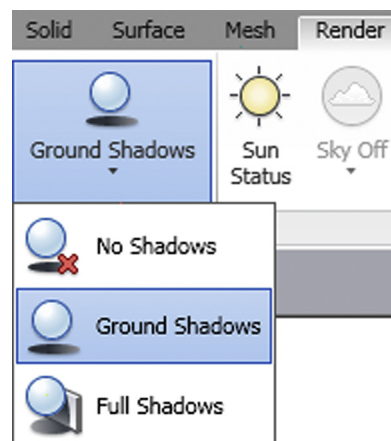 Solid Surface Mesh Render
Ground Shadows
Sun Status
Sky Off
No Shadows
Ground Shadows
Full Shadows